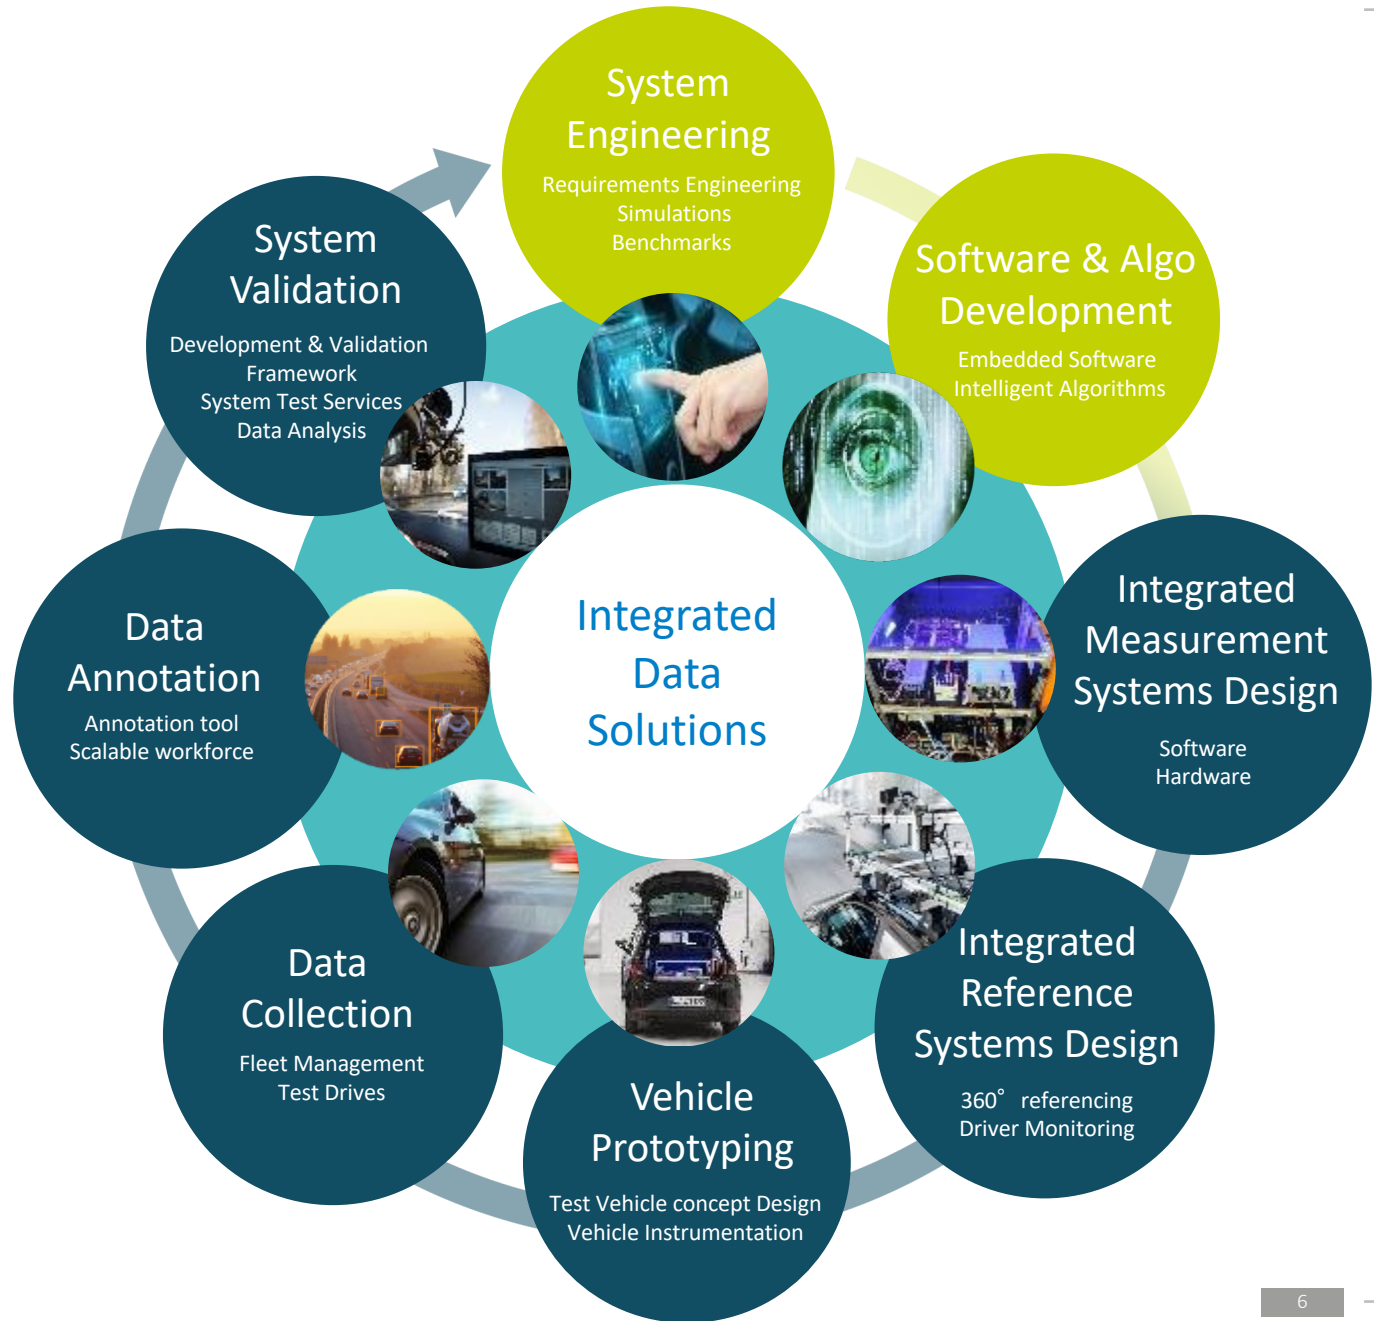 System
Engineering
Requirements Engineering
Simulations
Benchmarks
Software & Algo
Development
Embedded Software
Intelligent Algorithms
Integrated
Measurement
Systems Design
Software
Hardware
Integrated
Reference
Systems Design
360° referencing
Driver Monitoring
Vehicle
Prototyping
Test Vehicle concept Design
Vehicle Instrumentation
Data
Collection
Fleet Management
Test Drives
Data
Annotation
Annotation tool
Scalable workforce
System
Validation
Development & Validation
Framework
System Test Services
Data Analysis
Integrated
Data
Solutions
6